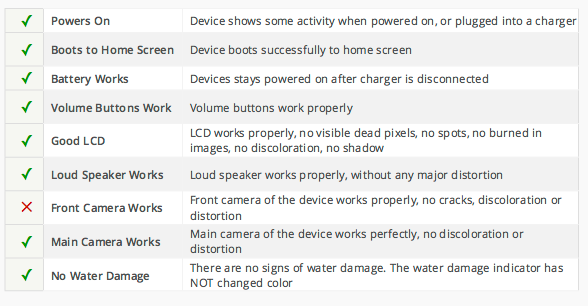 Powers On Device shows some activity when powered on, or plugged into a charger
Boots to Home Screen Device boots successfully to home screen
Battery Works Devices stays powered on after charger is disconnected
Volume Buttons Work Volume buttons work properly
Good LCD LCD works properly, no visible dead pixels, no spots, no burned in
images, no discoloration, no shadow
Loud Speaker Works Loud speaker works properly, without any major distortion
Front Camera Works Front camera of the device works properly, no cracks, discoloration or
distortion
Main Camera Works Main camera of the device works perfectly, no discoloration or
distortion
No Water Damage There are no signs of water damage. The water damage indicator has
NOT changed color